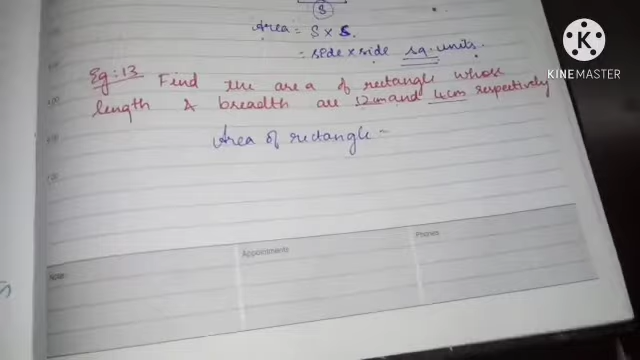 S
Area = S x S
= side x side sq. units.
Eg: 13 Find the area of rectangle whose
length & breadth are 12cm and 4cm respectively
Area of rectangle =
Note
Appointments
Phones
KINEMASTER